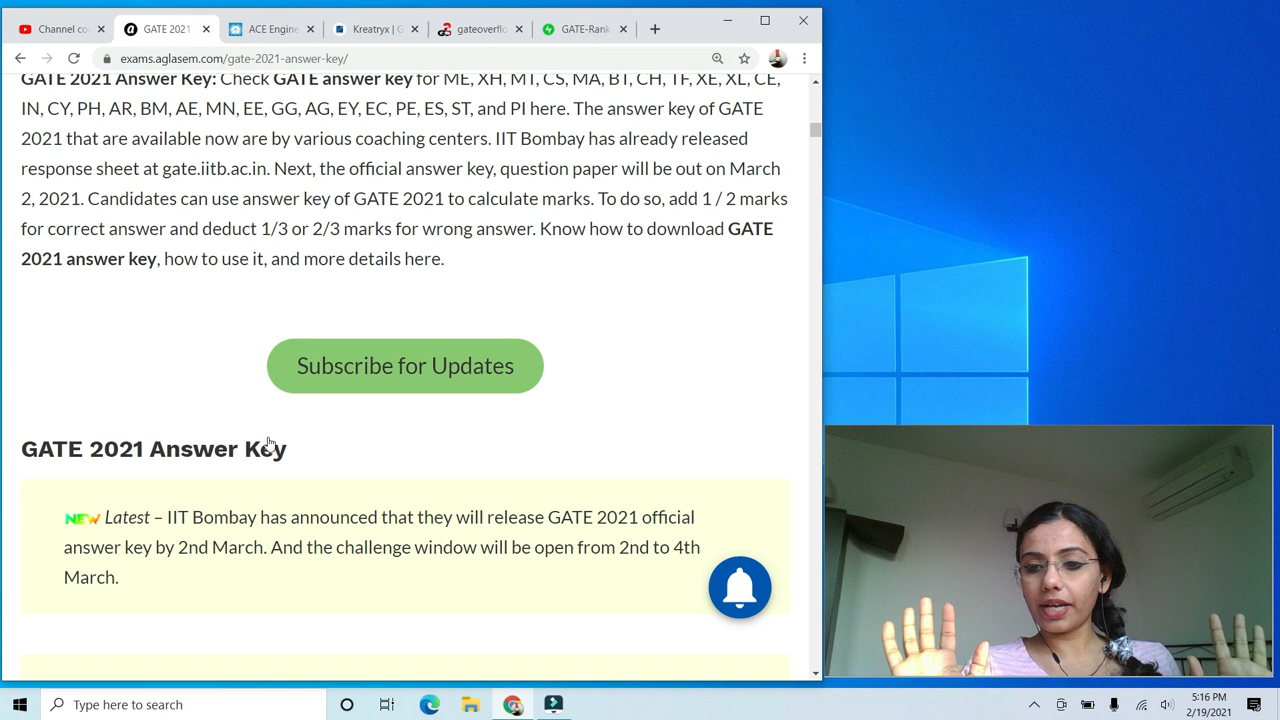 Channel co
GATE 2021
ACE Engine
Kreatryx | G
gateoverflo
GATE-Rank
exams.aglasem.com/gate-2021-answer-key/
GATE 2021 Answer Key: Check GATE answer key for ME, XH, MT, CS, MA, BT, CH, TF, XE, XL, CE,
IN, CY, PH, AR, BM, AE, MN, EE, GG, AG, EY, EC, PE, ES, ST, and PI here. The answer key of GATE
2021 that are available now are by various coaching centers. IIT Bombay has already released
response sheet at gate.iitb.ac.in. Next, the official answer key, question paper will be out on March
2, 2021. Candidates can use answer key of GATE 2021 to calculate marks. To do so, add 1 / 2 marks
for correct answer and deduct 1/3 or 2/3 marks for wrong answer. Know how to download GATE
2021 answer key, how to use it, and more details here.
Subscribe for Updates
GATE 2021 Answer Key
NEW Latest – IIT Bombay has announced that they will release GATE 2021 official
answer key by 2nd March. And the challenge window will be open from 2nd to 4th
March.
Type here to search
5:16 PM
2/19/2021